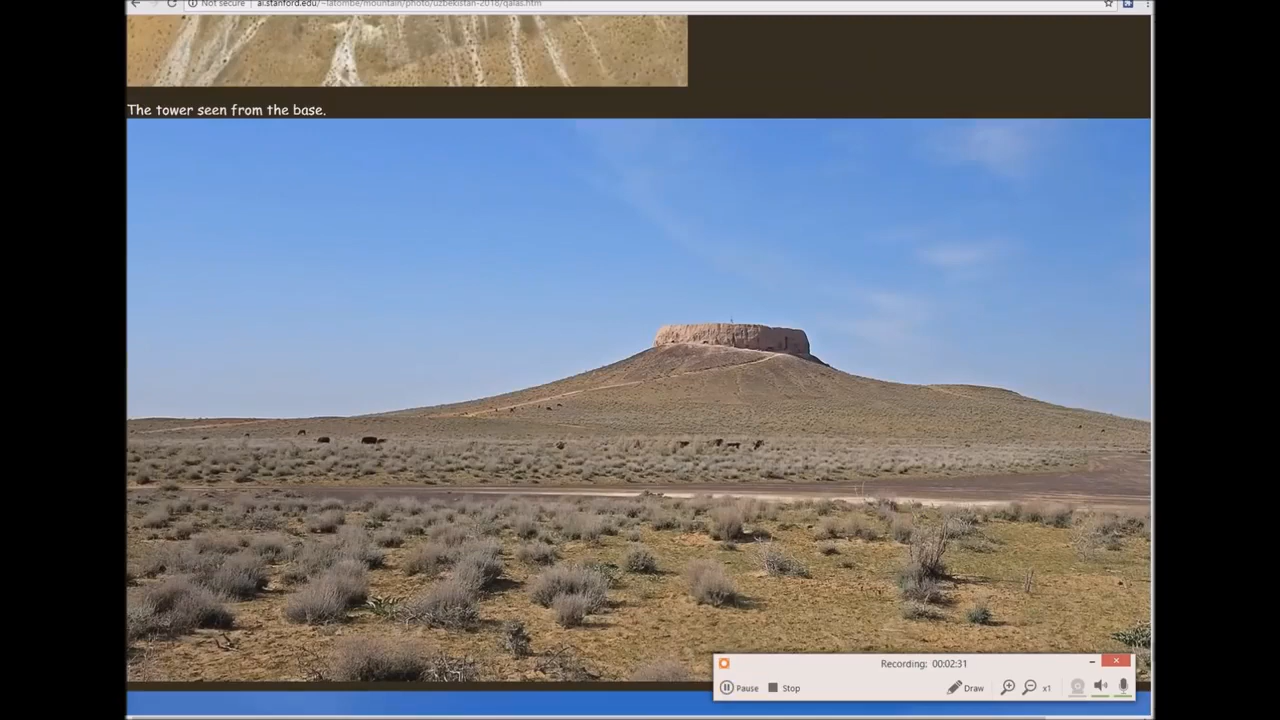 Not secure
ai.stanford.edu/~latombe/mountain/photo/uzbekistan-2018/qalas.htm
The tower seen from the base.
Recording: 00:02:31
Pause Stop Draw x1